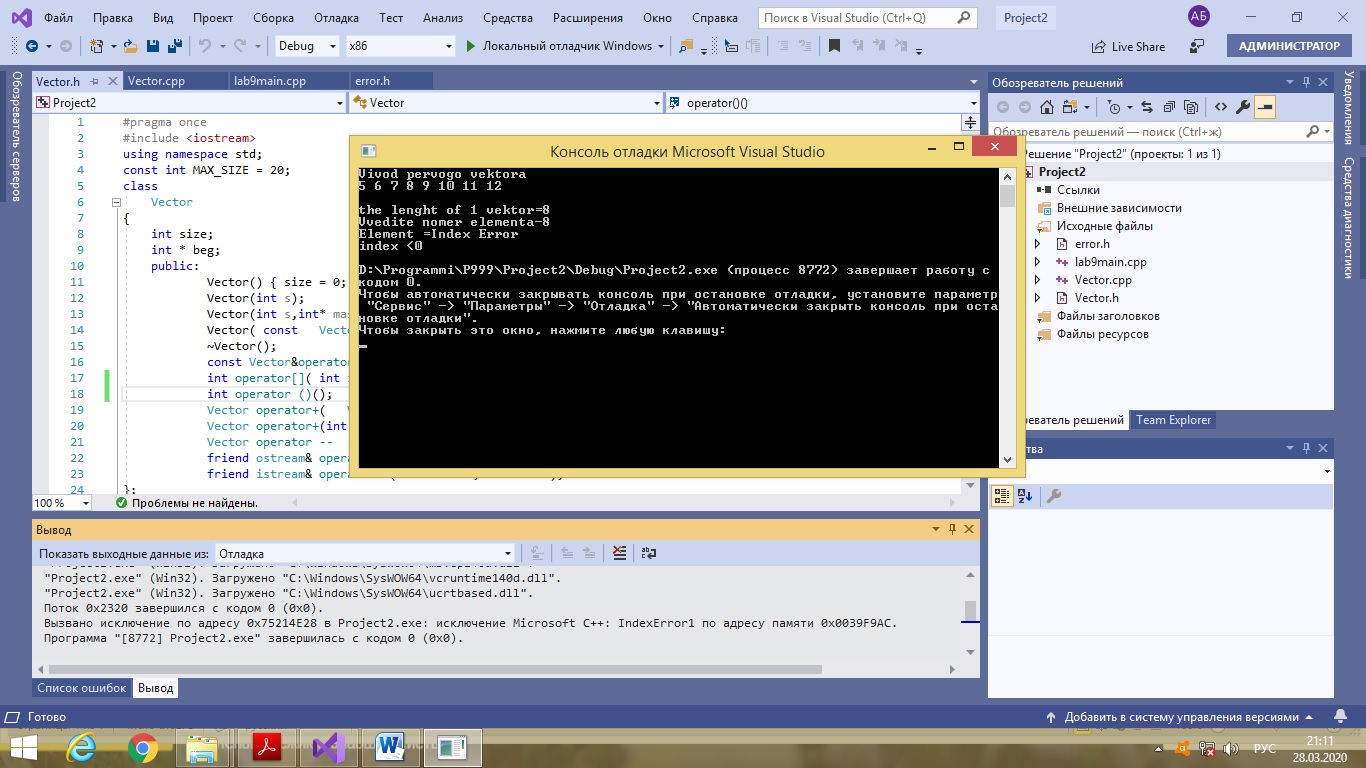 Файл Правка Вид Проект Сборка Отладка Тест Анализ Средства Расширения Окно Справка Поиск в Visual Studio (Ctrl+Q) Project2 АБ
Debug x86 Локальный отладчик Windows Live Share АДМИНИСТРАТОР
Обозреватель серверов
Vector.h Vector.cpp lab9main.cpp error.h
Project2 Vector operator()()
1 #pragma once
2 #include <iostream>
3 using namespace std;
4 const int MAX_SIZE = 20;
5 class
6 Vector
7 {
8 int size;
9 int * beg;
10 public:
11 Vector() { size = 0;
12 Vector(int s);
13 Vector(int s,int* mas
14 Vector( const Vecto
15 ~Vector();
16 const Vector&operator
17 int operator[]( int
18 int operator ()();
19 Vector operator+(
20 Vector operator+(int
21 Vector operator --
22 friend ostream& opera
23 friend istream& opera
24 };
100 % Проблемы не найдены.
Консоль отладки Microsoft Visual Studio
Vivod pervogo vektora
5 6 7 8 9 10 11 12
the lenght of 1 vektor=8
Vvedite nomer elementa-8
Element =Index Error
index <0
D:\Programmi\P999\Project2\Debug\Project2.exe (процесс 8772) завершает работу с
кодом 0.
Чтобы автоматически закрывать консоль при остановке отладки, установите параметр
"Сервис" -> "Параметры" -> "Отладка" -> "Автоматически закрыть консоль при оста
новке отладки".
Чтобы закрыть это окно, нажмите любую клавишу:
Обозреватель решений
Обозреватель решений — поиск (Ctrl+ж)
Решение "Project2" (проекты: 1 из 1)
Project2
Ссылки
Внешние зависимости
Исходные файлы
error.h
lab9main.cpp
Vector.cpp
Vector.h
Файлы заголовков
Файлы ресурсов
реватель решений Team Explorer
тва
Уведомления
Средства диагностики
Вывод
Показать выходные данные из: Отладка
"Project2.exe" (Win32). Загружено "C:\Windows\SysWOW64\vcruntime140d.dll".
"Project2.exe" (Win32). Загружено "C:\Windows\SysWOW64\ucrtbased.dll".
Поток 0x2320 завершился с кодом 0 (0x0).
Вызвано исключение по адресу 0x75214E28 в Project2.exe: исключение Microsoft C++: IndexError1 по адресу памяти 0x0039F9AC.
Программа "[8772] Project2.exe" завершилась с кодом 0 (0x0).
Список ошибок Вывод
Готово Добавить в систему управления версиями
РУС 21:11
28.03.2020